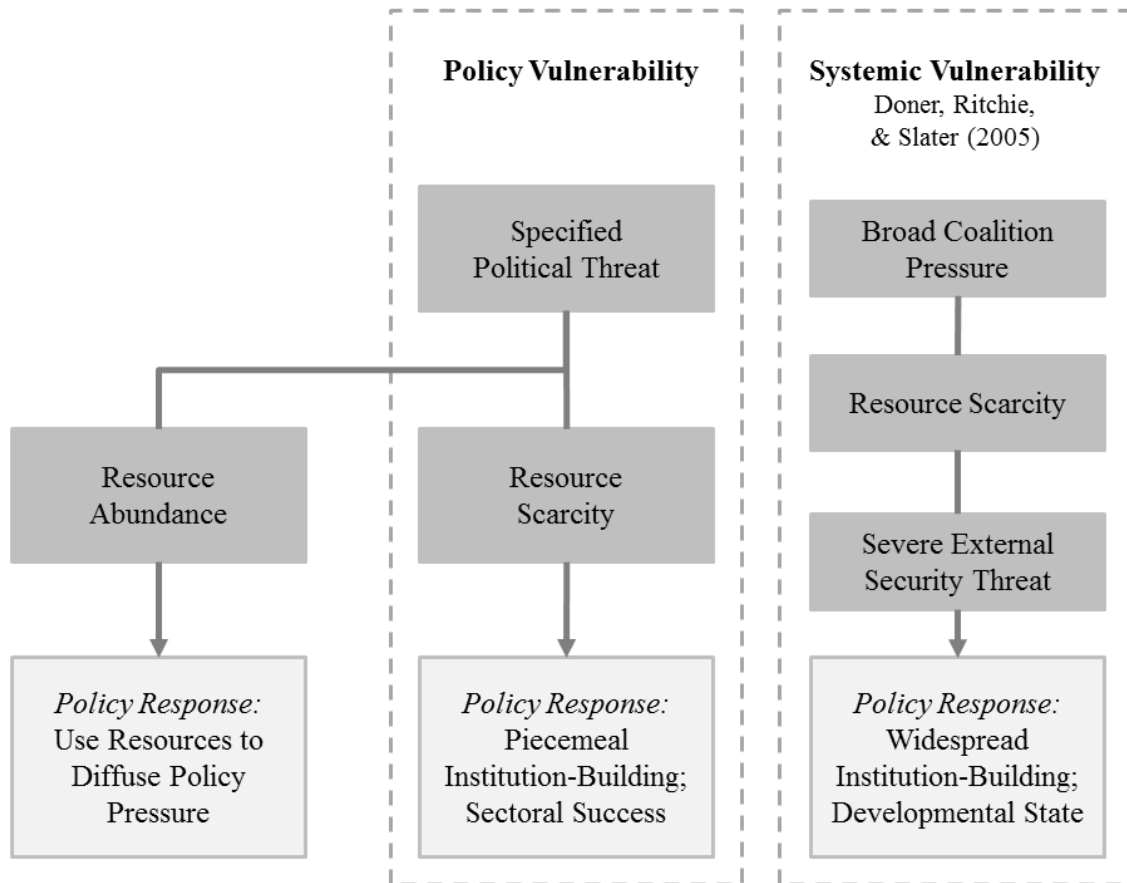 Policy Vulnerability
Specified
Political Threat
Resource
Abundance
Resource
Scarcity
Policy Response:
Use Resources to
Diffuse Policy
Pressure
Policy Response:
Piecemeal
Institution-Building;
Sectoral Success
Systemic Vulnerability
Doner, Ritchie,
& Slater (2005)
Broad Coalition
Pressure
Resource Scarcity
Severe External
Security Threat
Policy Response:
Widespread
Institution-Building;
Developmental State